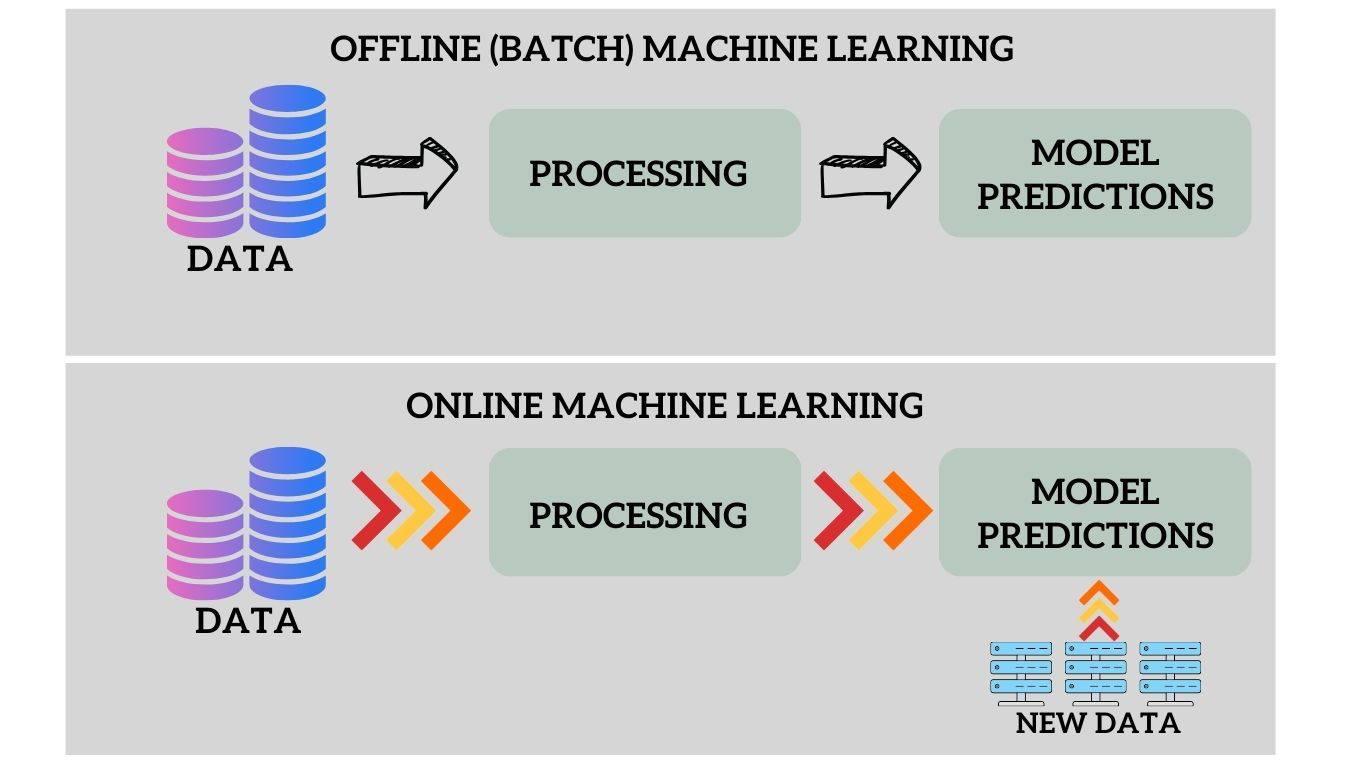 OFFLINE (BATCH) MACHINE LEARNING
PROCESSING
MODEL
PREDICTIONS
DATA
ONLINE MACHINE LEARNING
PROCESSING
MODEL
PREDICTIONS
DATA
NEW DATA